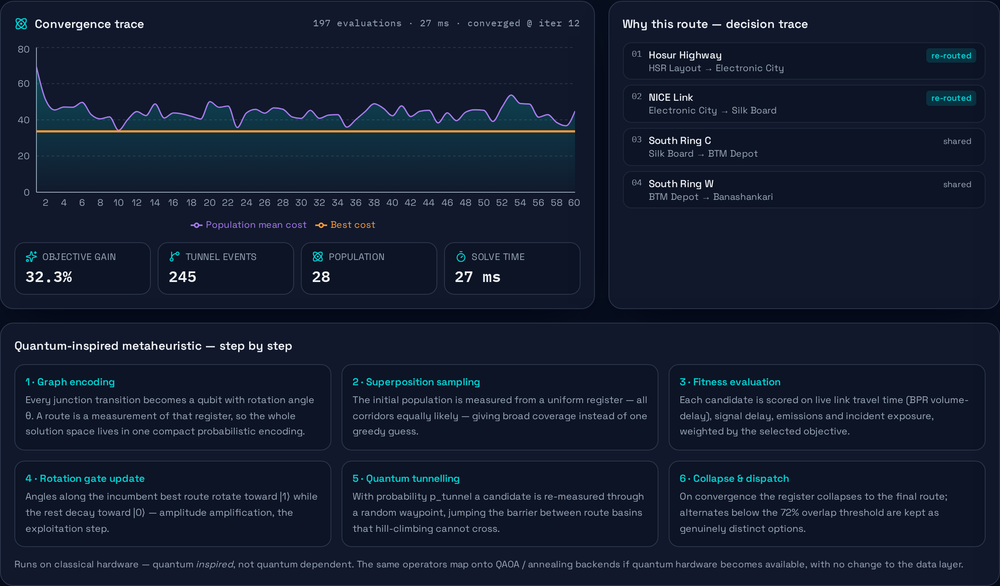 Convergence trace
197 evaluations · 27 ms · converged @ iter 12
80
60
40
20
0
2 4 6 8 10 12 14 16 18 20 22 24 26 28 30 32 34 36 38 40 42 44 46 48 50 52 54 56 58 60
Population mean cost Best cost
OBJECTIVE GAIN
32.3%
TUNNEL EVENTS
245
POPULATION
28
SOLVE TIME
27 ms
Why this route — decision trace
01 Hosur Highway re-routed
HSR Layout → Electronic City
02 NICE Link re-routed
Electronic City → Silk Board
03 South Ring C shared
Silk Board → BTM Depot
04 South Ring W shared
BTM Depot → Banashankari
Quantum-inspired metaheuristic — step by step
1 · Graph encoding
Every junction transition becomes a qubit with rotation angle
θ. A route is a measurement of that register, so the whole
solution space lives in one compact probabilistic encoding.
2 · Superposition sampling
The initial population is measured from a uniform register — all
corridors equally likely — giving broad coverage instead of one
greedy guess.
3 · Fitness evaluation
Each candidate is scored on live link travel time (BPR volume-
delay), signal delay, emissions and incident exposure,
weighted by the selected objective.
4 · Rotation gate update
Angles along the incumbent best route rotate toward |1⟩ while
the rest decay toward |0⟩ — amplitude amplification, the
exploitation step.
5 · Quantum tunnelling
With probability p_tunnel a candidate is re-measured through
a random waypoint, jumping the barrier between route basins
that hill-climbing cannot cross.
6 · Collapse & dispatch
On convergence the register collapses to the final route;
alternates below the 72% overlap threshold are kept as
genuinely distinct options.
Runs on classical hardware — quantum inspired, not quantum dependent. The same operators map onto QAOA / annealing backends if quantum hardware becomes available, with no change to the data layer.